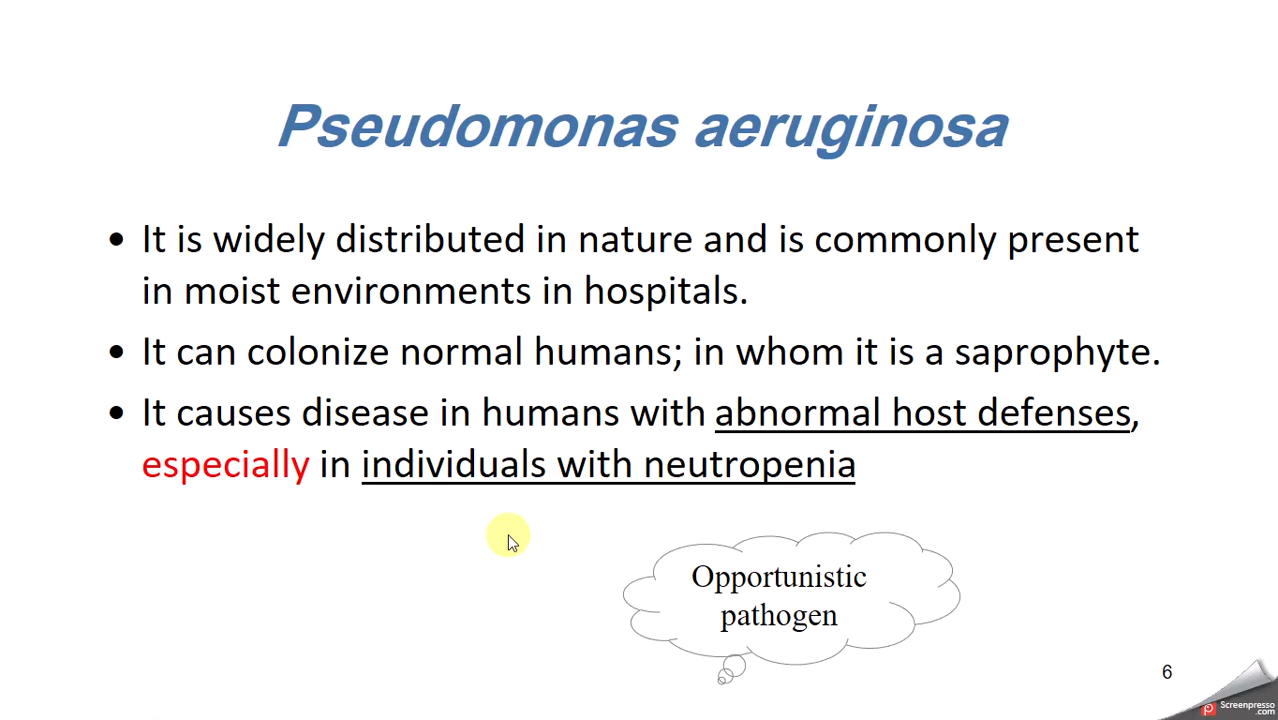 Pseudomonas aeruginosa
• It is widely distributed in nature and is commonly present
in moist environments in hospitals.
• It can colonize normal humans; in whom it is a saprophyte.
• It causes disease in humans with abnormal host defenses,
especially in individuals with neutropenia
Opportunistic
pathogen
6
Screenpresso
.com